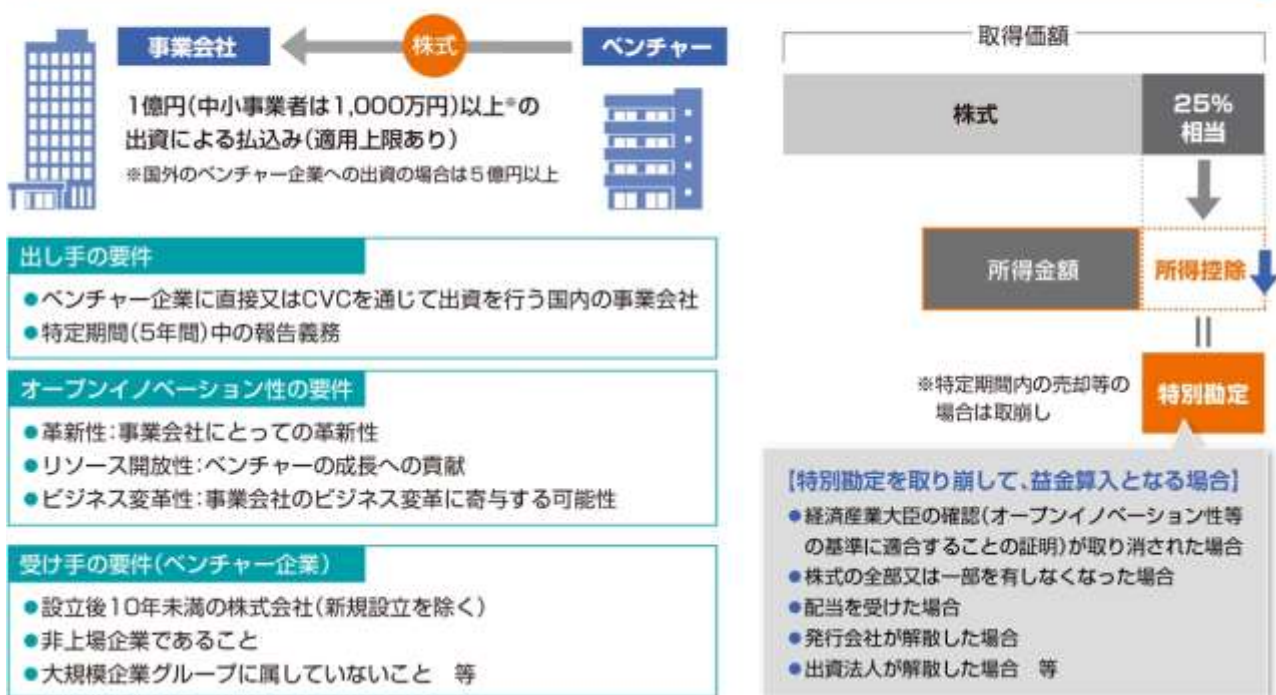 事業会社
株式
ベンチャー
1億円(中小事業者は1,000万円)以上※の
出資による払込み(適用上限あり)
※国外のベンチャー企業への出資の場合は5億円以上
出し手の要件
●ベンチャー企業に直接又はCVCを通じて出資を行う国内の事業会社
●特定期間(5年間)中の報告義務
オープンイノベーション性の要件
●革新性:事業会社にとっての革新性
●リソース開放性:ベンチャーの成長への貢献
●ビジネス変革性:事業会社のビジネス変革に寄与する可能性
受け手の要件(ベンチャー企業)
●設立後10年未満の株式会社(新規設立を除く)
●非上場企業であること
●大規模企業グループに属していないこと 等
取得価額
株式
25%
相当
所得金額
所得控除
※特定期間内の売却等の
場合は取崩し
特別勘定
【特別勘定を取り崩して、益金算入となる場合】
●経済産業大臣の確認(オープンイノベーション性等
の基準に適合することの証明)が取り消された場合
●株式の全部又は一部を有しなくなった場合
●配当を受けた場合
●発行会社が解散した場合
●出資法人が解散した場合 等